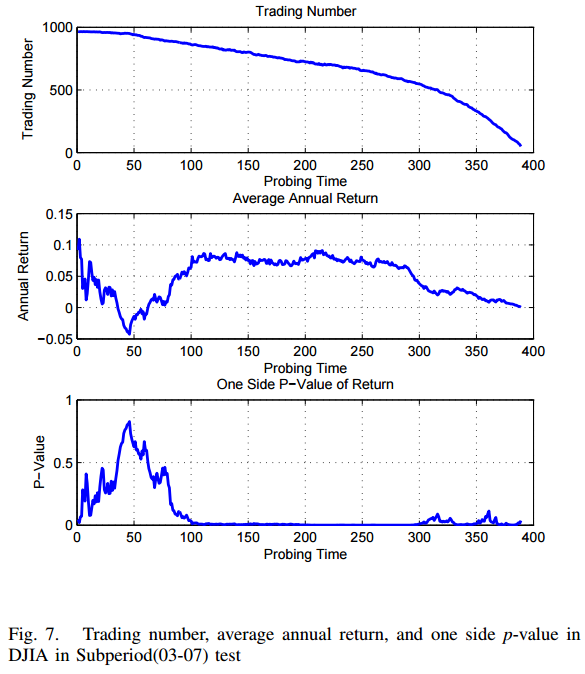 Trading Number
1000
500
0
Trading Number
0 50 100 150 200 250 300 350 400
Probing Time
Average Annual Return
0.15
0.1
0.05
0
−0.05
Annual Return
0 50 100 150 200 250 300 350 400
Probing Time
One Side P−Value of Return
1
0.5
0
P−Value
0 50 100 150 200 250 300 350 400
Probing Time
Fig. 7. Trading number, average annual return, and one side p-value in
DJIA in Subperiod(03-07) test